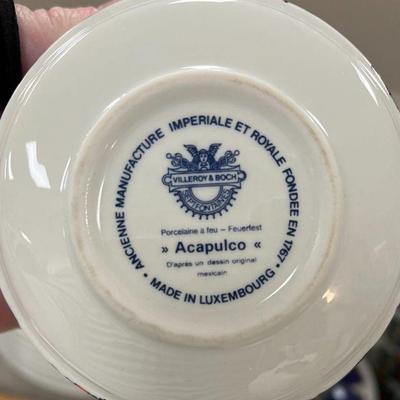 • ANCIENNE MANUFACTURE IMPERIALE ET ROYALE FONDEE EN 1767 •
VILLEROY & BOCH
SEPTFONTAINES
Porcelaine à feu – Feuerfest
» Acapulco «
D'après un dessin original
mexicain
MADE IN LUXEMBOURG